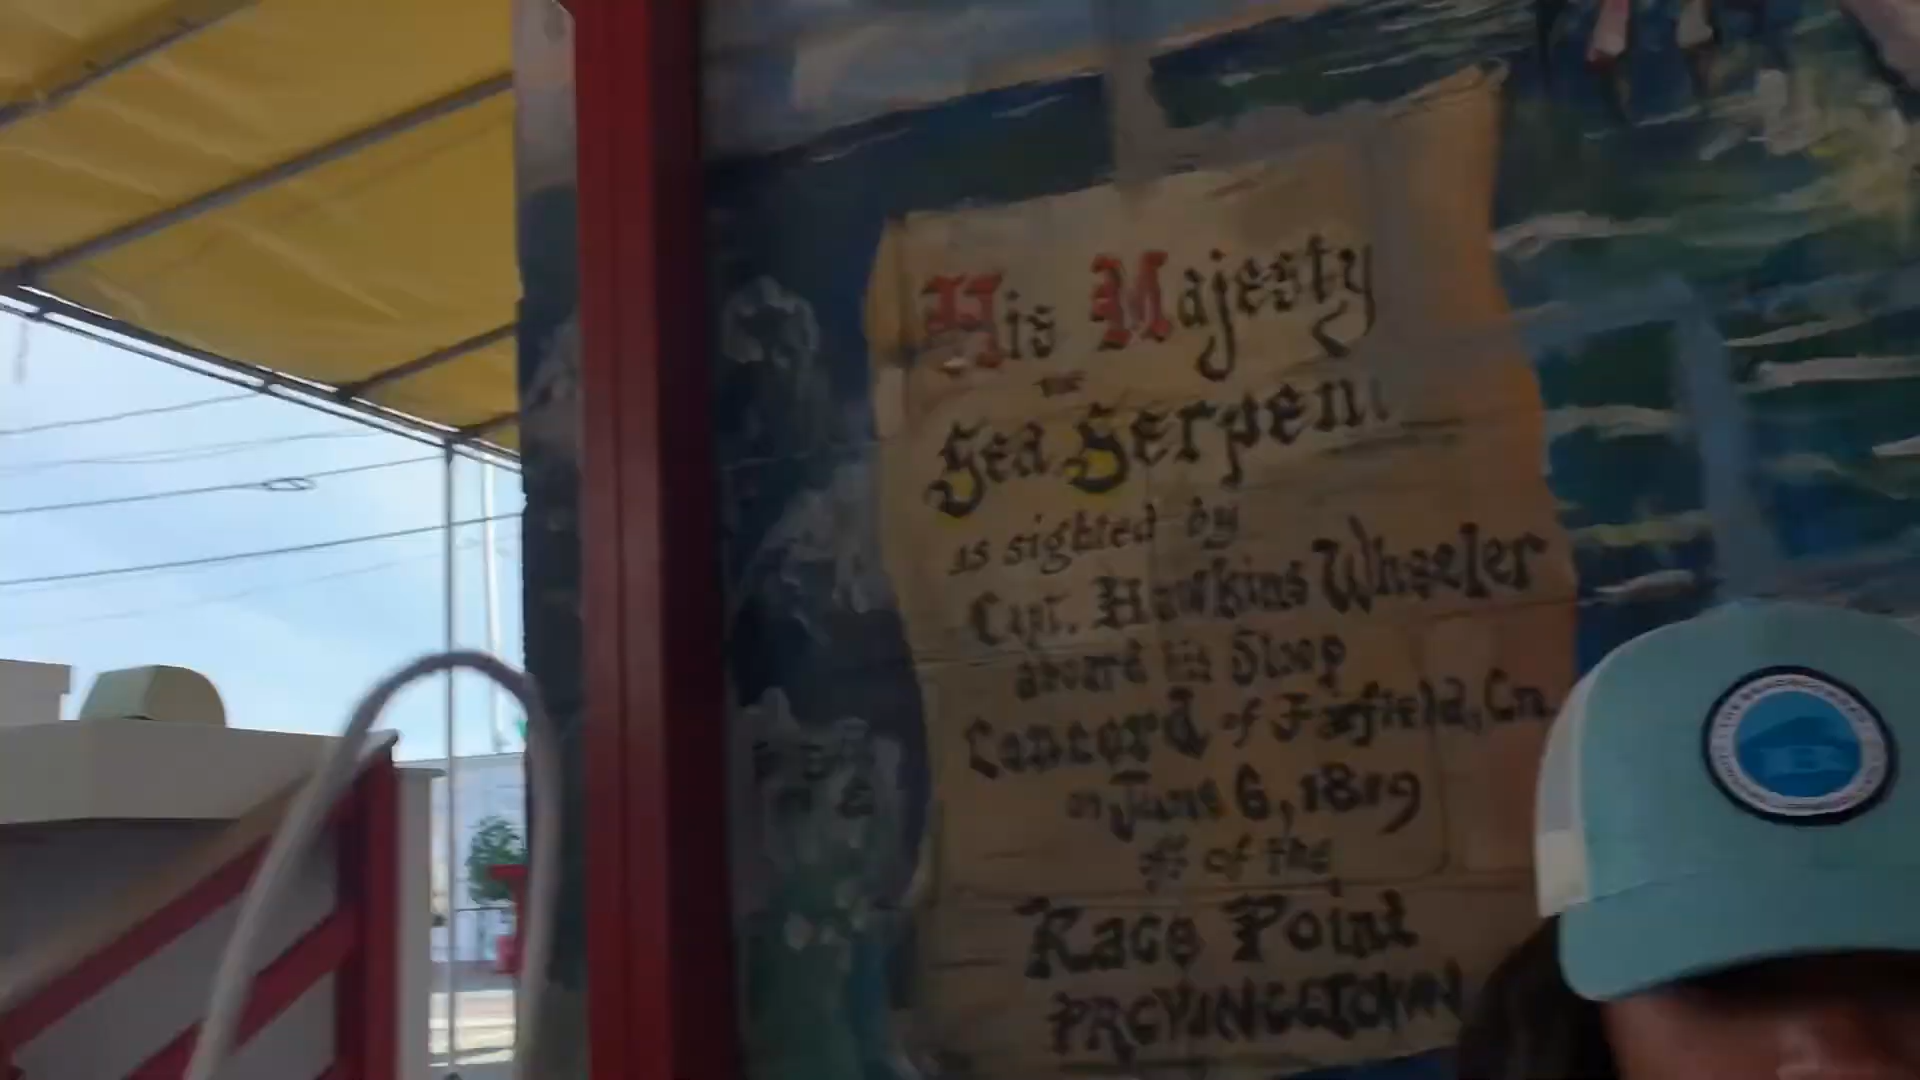 His Majesty
THE
Sea Serpent
as sighted by
Capt. Hawkins Wheeler
aboard his Sloop
Concord of Fairfield, Cn.
on June 6, 1819
off of the
Race Point
PROVINCETOWN